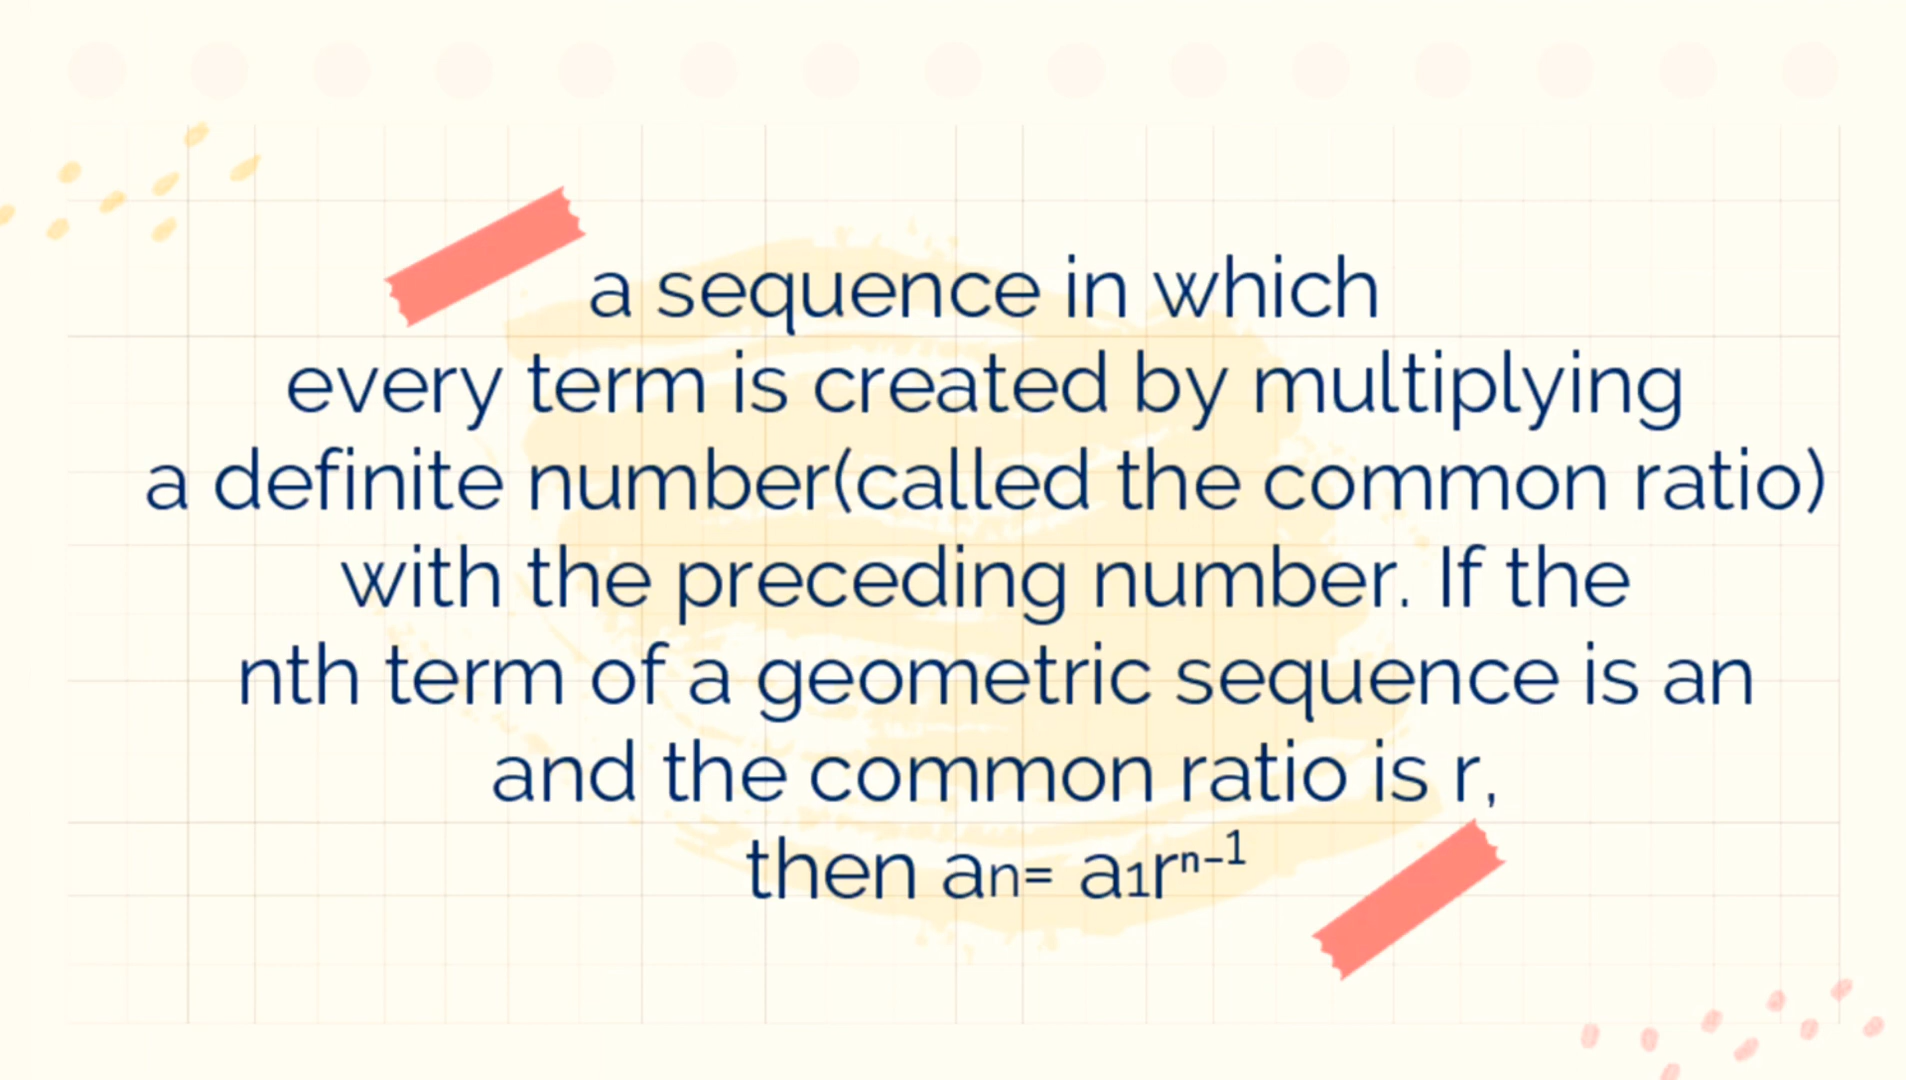 a sequence in which
every term is created by multiplying
a definite number(called the common ratio)
with the preceding number. If the
nth term of a geometric sequence is an
and the common ratio is r,
then an= a₁rⁿ⁻¹